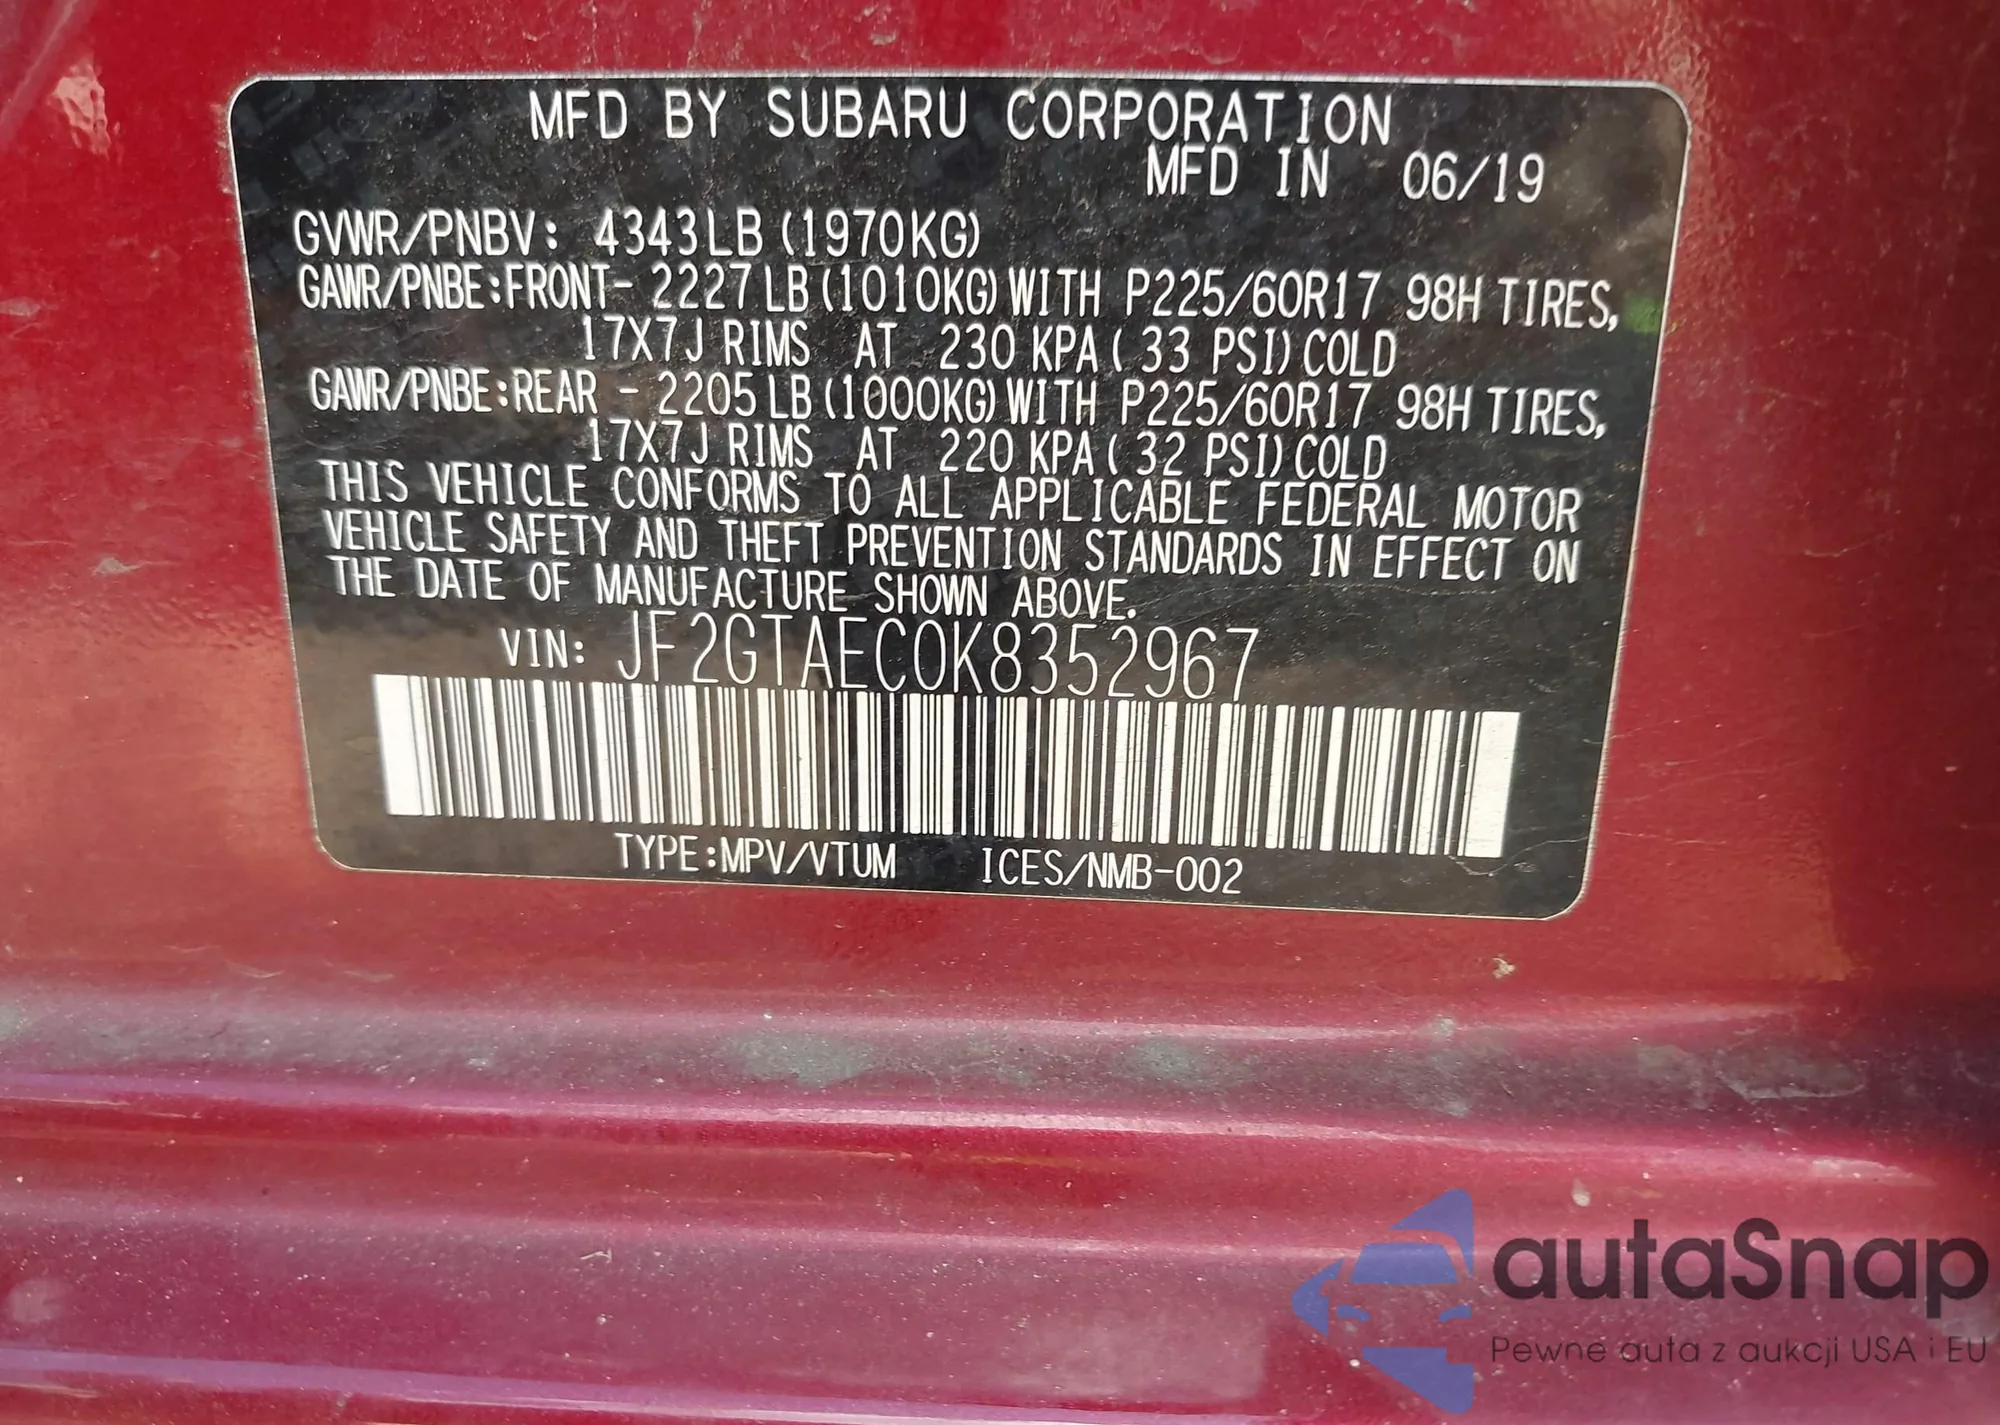 MFD BY SUBARU CORPORATION
MFD IN 06/19
GVWR/PNBV: 4343LB (1970KG)
GAWR/PNBE:FRONT- 2227LB (1010KG) WITH P225/60R17 98H TIRES,
17X7J RIMS AT 230 KPA ( 33 PSI) COLD
GAWR/PNBE:REAR - 2205LB (1000KG) WITH P225/60R17 98H TIRES,
17X7J RIMS AT 220 KPA ( 32 PSI) COLD
THIS VEHICLE CONFORMS TO ALL APPLICABLE FEDERAL MOTOR
VEHICLE SAFETY AND THEFT PREVENTION STANDARDS IN EFFECT ON
THE DATE OF MANUFACTURE SHOWN ABOVE.
VIN: JF2GTAEC0K8352967
TYPE:MPV/VTUM ICES/NMB-002
autaSnap
Pewne auta z aukcji USA i EU